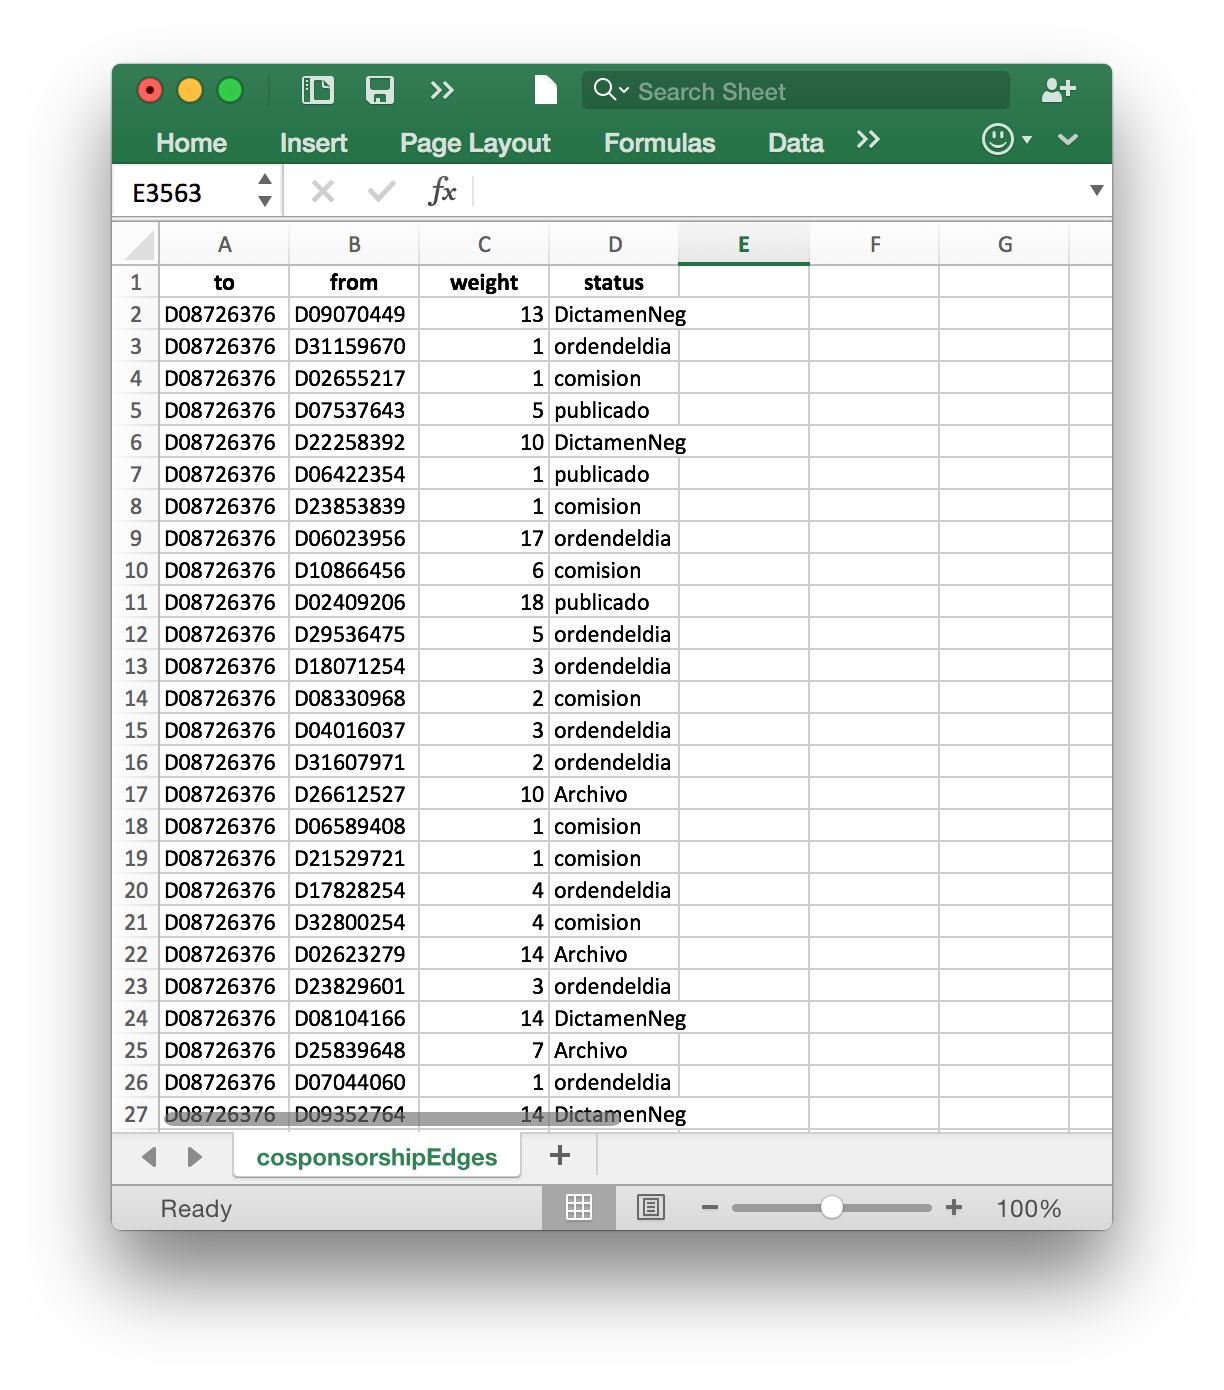 Search Sheet
Home Insert Page Layout Formulas Data
E3563 fx
A B C D E F G
1 to from weight status
2 D08726376 D09070449 13 DictamenNeg
3 D08726376 D31159670 1 ordendeldia
4 D08726376 D02655217 1 comision
5 D08726376 D07537643 5 publicado
6 D08726376 D22258392 10 DictamenNeg
7 D08726376 D06422354 1 publicado
8 D08726376 D23853839 1 comision
9 D08726376 D06023956 17 ordendeldia
10 D08726376 D10866456 6 comision
11 D08726376 D02409206 18 publicado
12 D08726376 D29536475 5 ordendeldia
13 D08726376 D18071254 3 ordendeldia
14 D08726376 D08330968 2 comision
15 D08726376 D04016037 3 ordendeldia
16 D08726376 D31607971 2 ordendeldia
17 D08726376 D26612527 10 Archivo
18 D08726376 D06589408 1 comision
19 D08726376 D21529721 1 comision
20 D08726376 D17828254 4 ordendeldia
21 D08726376 D32800254 4 comision
22 D08726376 D02623279 14 Archivo
23 D08726376 D23829601 3 ordendeldia
24 D08726376 D08104166 14 DictamenNeg
25 D08726376 D25839648 7 Archivo
26 D08726376 D07044060 1 ordendeldia
27 D08726376 D09352764 14 DictamenNeg
cosponsorshipEdges +
Ready 100%